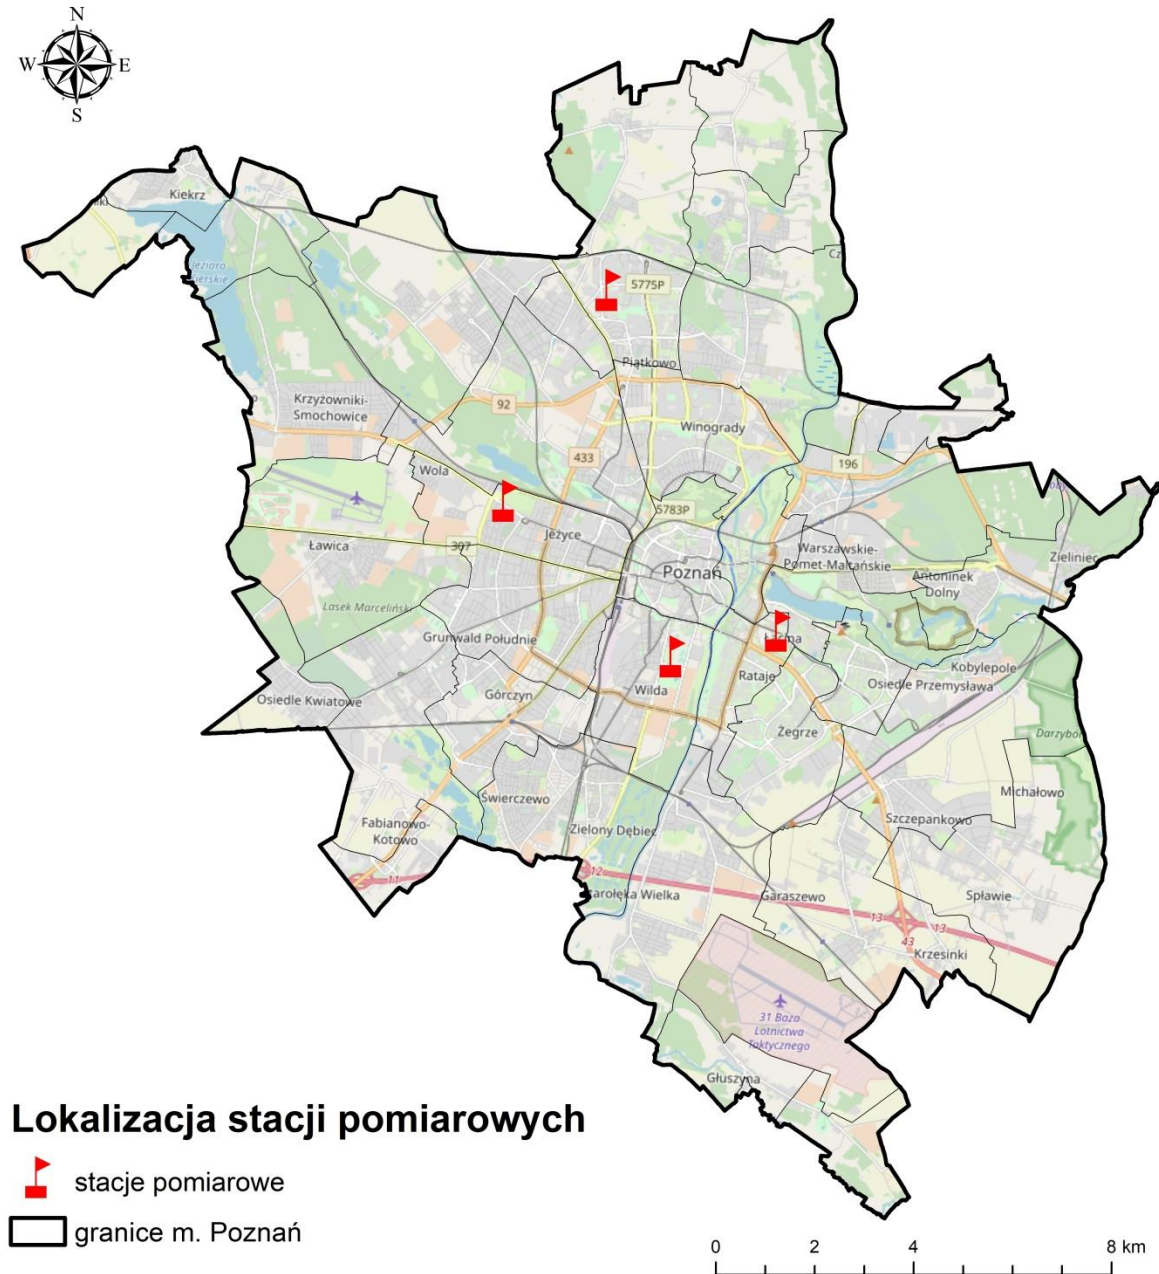 N
W
E
S
Kiekrz
5775P
Piątkowo
Krzyżowniki-
Smochowice
92
Winogrady
433
196
Wola
5783P
307
Jeżyce
Ławica
Warszawskie-
Pomet-Maltańskie
Zieliniec
Poznań
Antoninek
Dolny
Lasek Marceliński
Grunwald Południe
Kobylepole
Rataje
Osiedle Przemysława
Wilda
Górczyn
Osiedle Kwiatowe
Żegrze
Michałowo
Świerczewo
Szczepankowo
Fabianowo-
Kotowo
Zielony Dębiec
12
11
Garaszewo
Spławie
13
13
43
Krzesinki
31 Baza
Lotnictwa
Taktycznego
Głuszyna
Lokalizacja stacji pomiarowych
stacje pomiarowe
granice m. Poznań
0 2 4 8 km